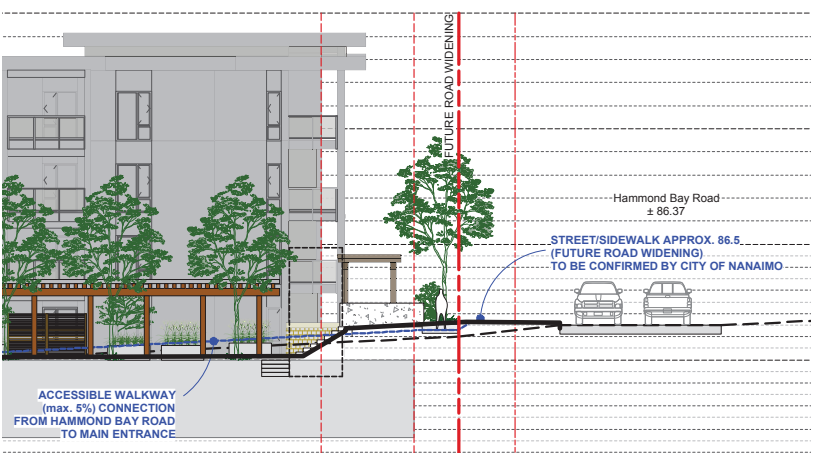 FUTURE ROAD WIDENING
Hammond Bay Road
± 86.37
STREET/SIDEWALK APPROX. 86.5
(FUTURE ROAD WIDENING)
TO BE CONFIRMED BY CITY OF NANAIMO
ACCESSIBLE WALKWAY
(max. 5%) CONNECTION
FROM HAMMOND BAY ROAD
TO MAIN ENTRANCE